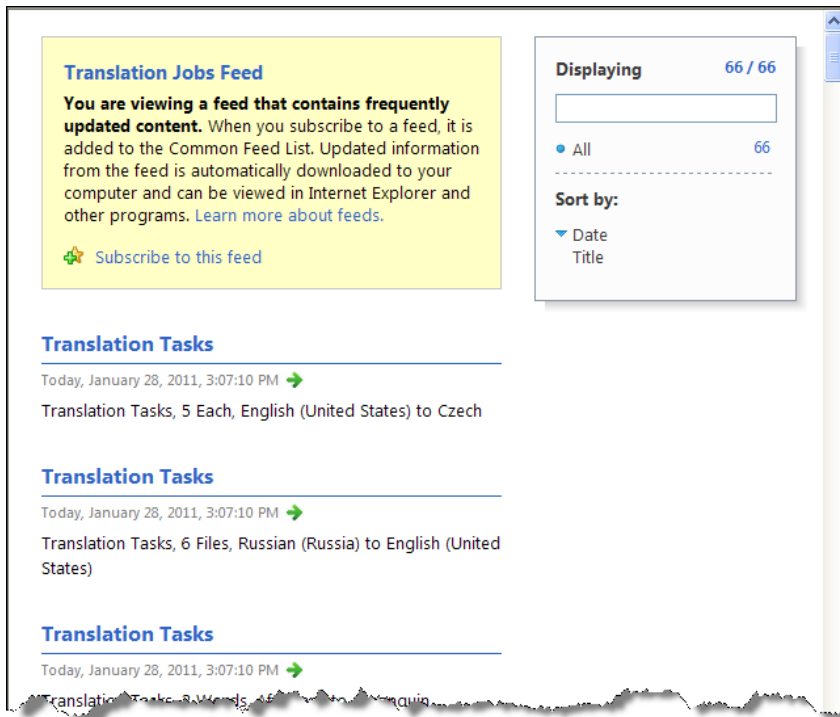 Translation Jobs Feed
You are viewing a feed that contains frequently
updated content. When you subscribe to a feed, it is
added to the Common Feed List. Updated information
from the feed is automatically downloaded to your
computer and can be viewed in Internet Explorer and
other programs. Learn more about feeds.
Subscribe to this feed
Displaying 66 / 66
All 66
Sort by:
Date
Title
Translation Tasks
Today, January 28, 2011, 3:07:10 PM
Translation Tasks, 5 Each, English (United States) to Czech
Translation Tasks
Today, January 28, 2011, 3:07:10 PM
Translation Tasks, 6 Files, Russian (Russia) to English (United
States)
Translation Tasks
Today, January 28, 2011, 3:07:10 PM
Translation Tasks,